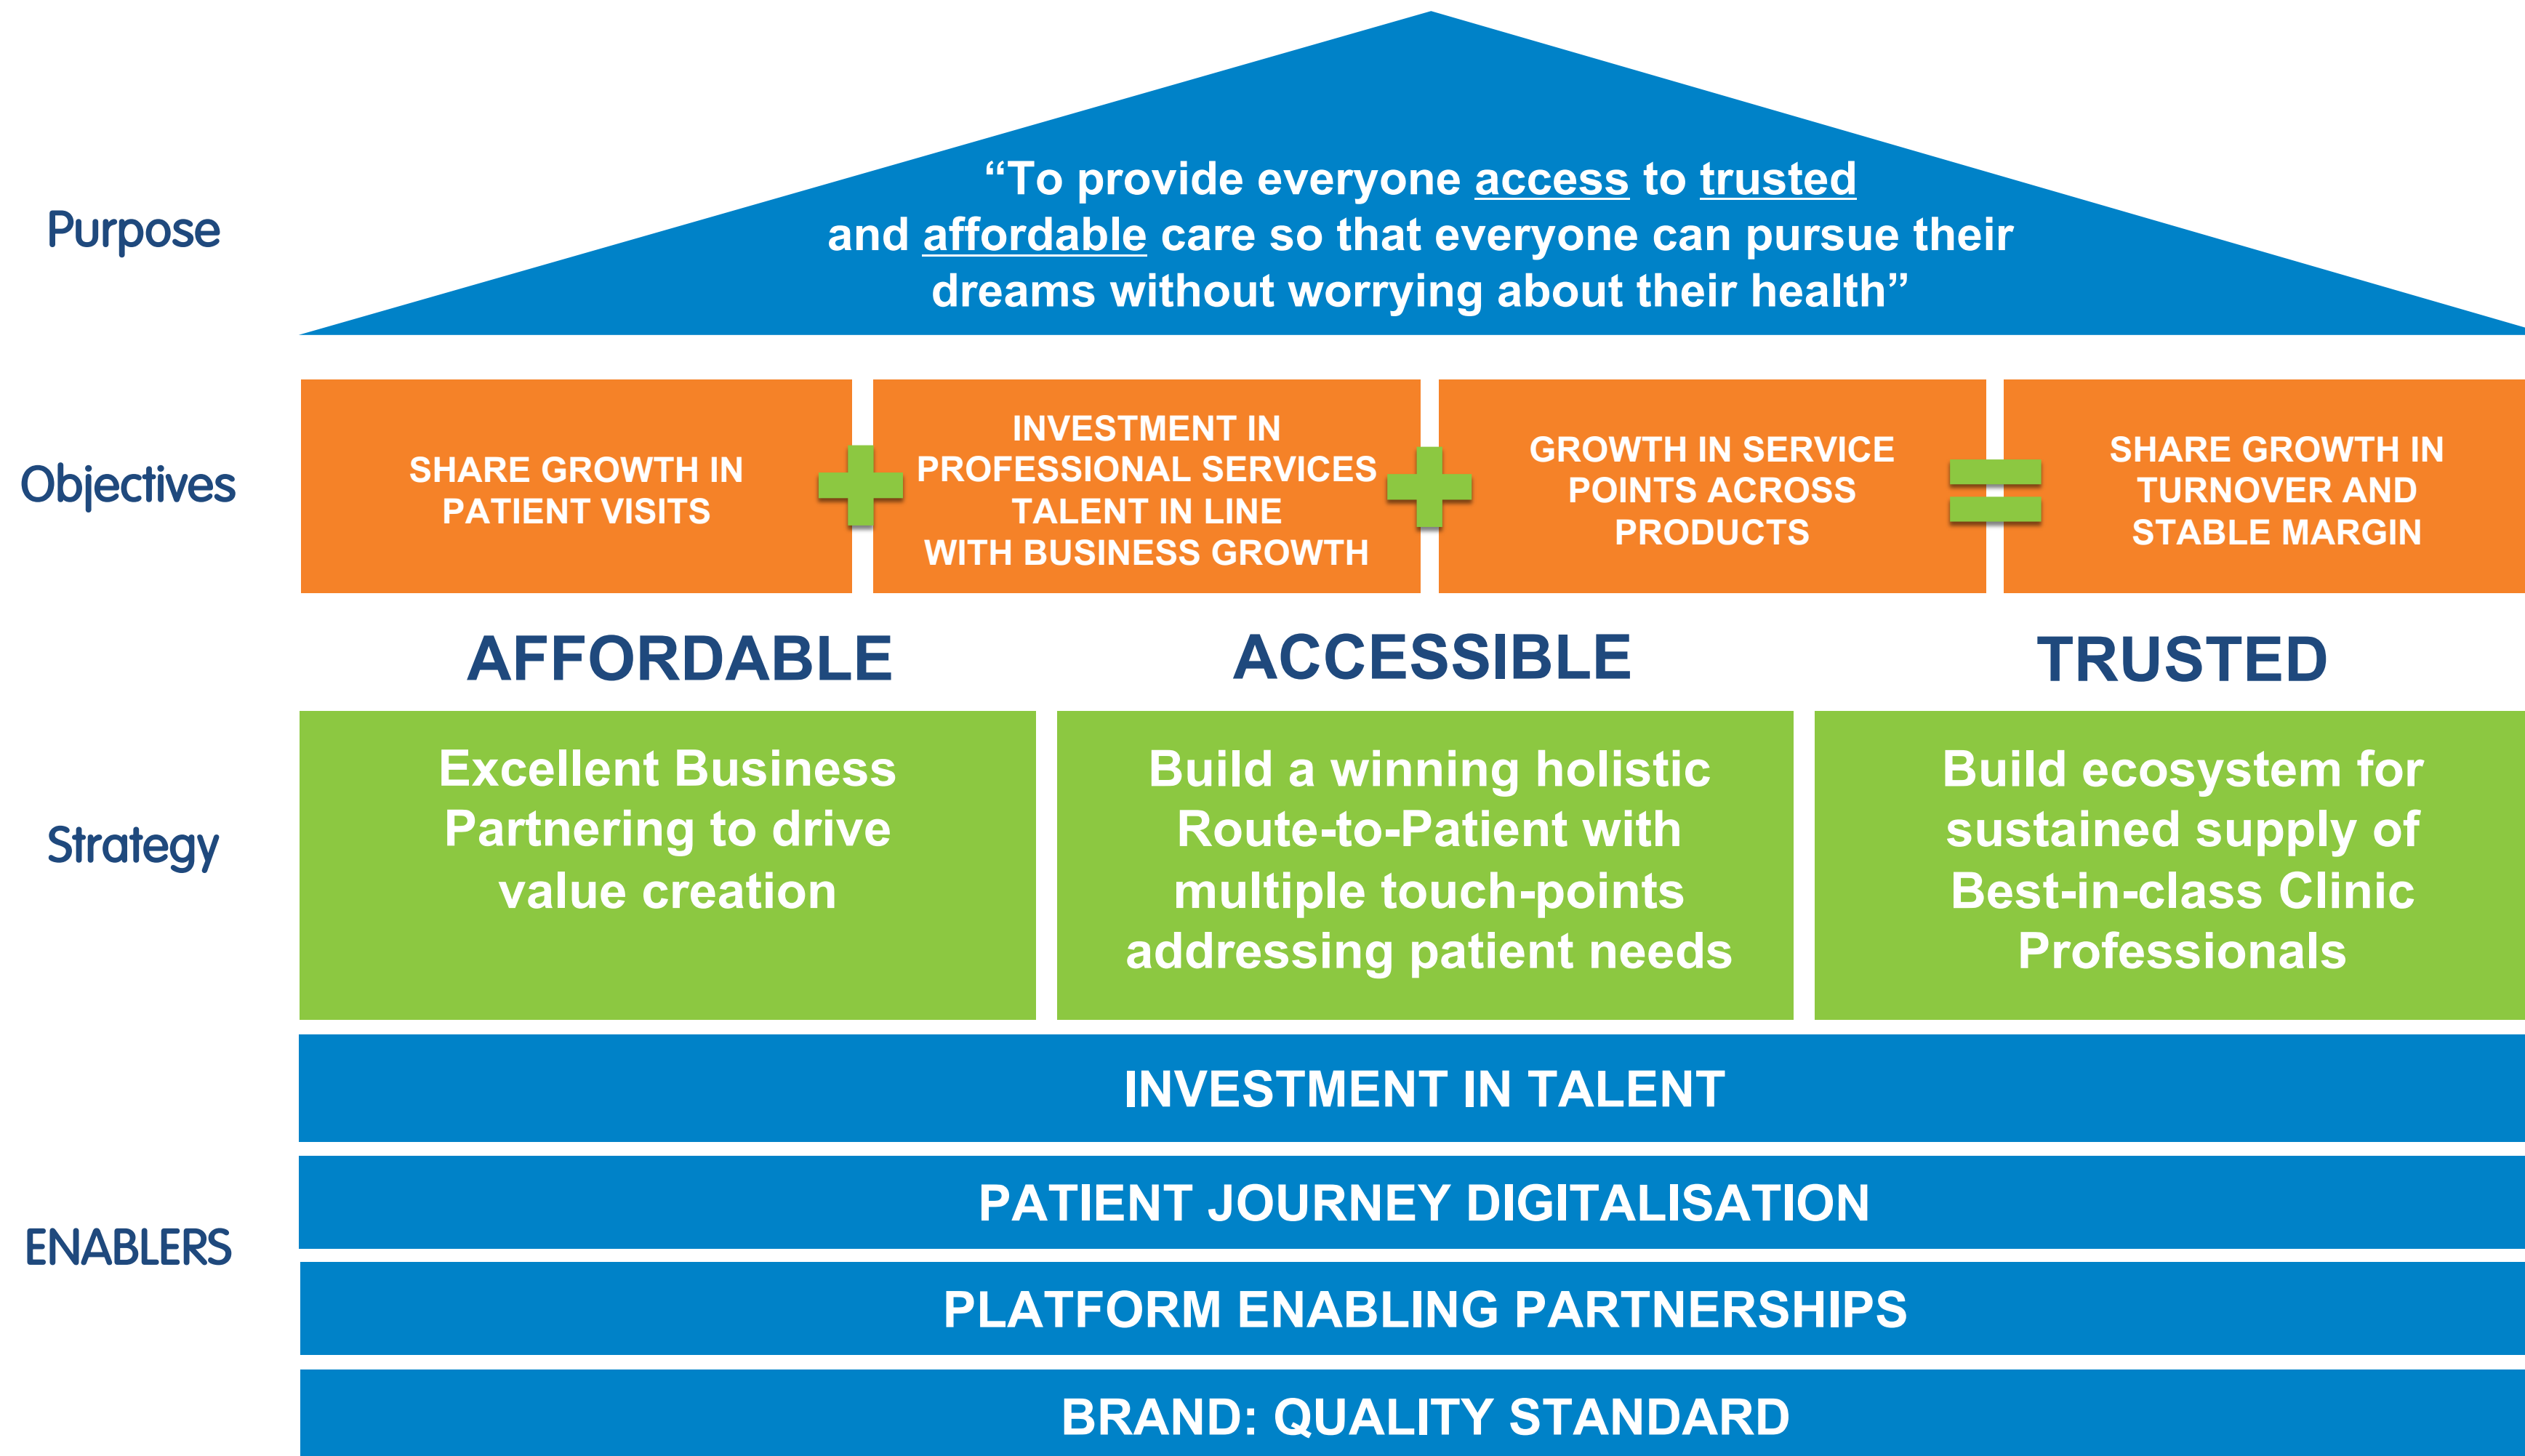 Purpose
“To provide everyone access to trusted
and affordable care so that everyone can pursue their
dreams without worrying about their health”
Objectives
SHARE GROWTH IN
PATIENT VISITS
INVESTMENT IN
PROFESSIONAL SERVICES
TALENT IN LINE
WITH BUSINESS GROWTH
GROWTH IN SERVICE
POINTS ACROSS
PRODUCTS
SHARE GROWTH IN
TURNOVER AND
STABLE MARGIN
AFFORDABLE
ACCESSIBLE
TRUSTED
Strategy
Excellent Business
Partnering to drive
value creation
Build a winning holistic
Route-to-Patient with
multiple touch-points
addressing patient needs
Build ecosystem for
sustained supply of
Best-in-class Clinic
Professionals
ENABLERS
INVESTMENT IN TALENT
PATIENT JOURNEY DIGITALISATION
PLATFORM ENABLING PARTNERSHIPS
BRAND: QUALITY STANDARD